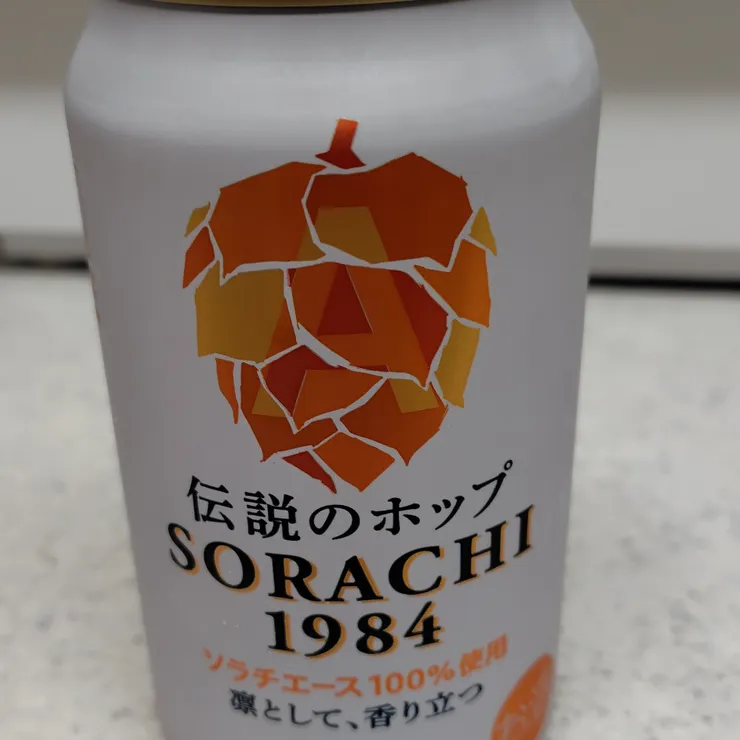 A
伝説のホップ
SORACHI
1984
ソラチエース100%使用
凛として、香り立つ